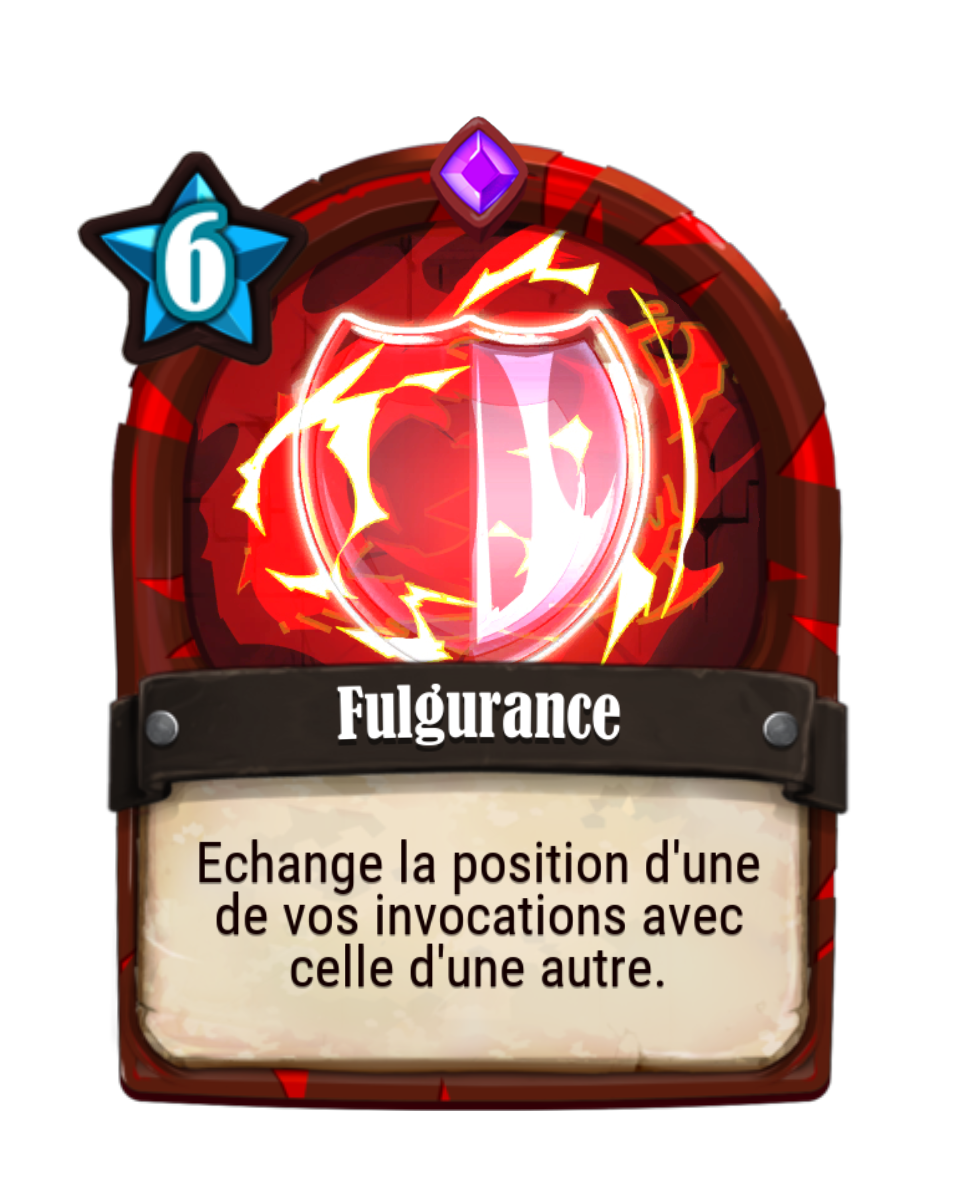 6
Fulgurance
Echange la position d'une
de vos invocations avec
celle d'une autre.